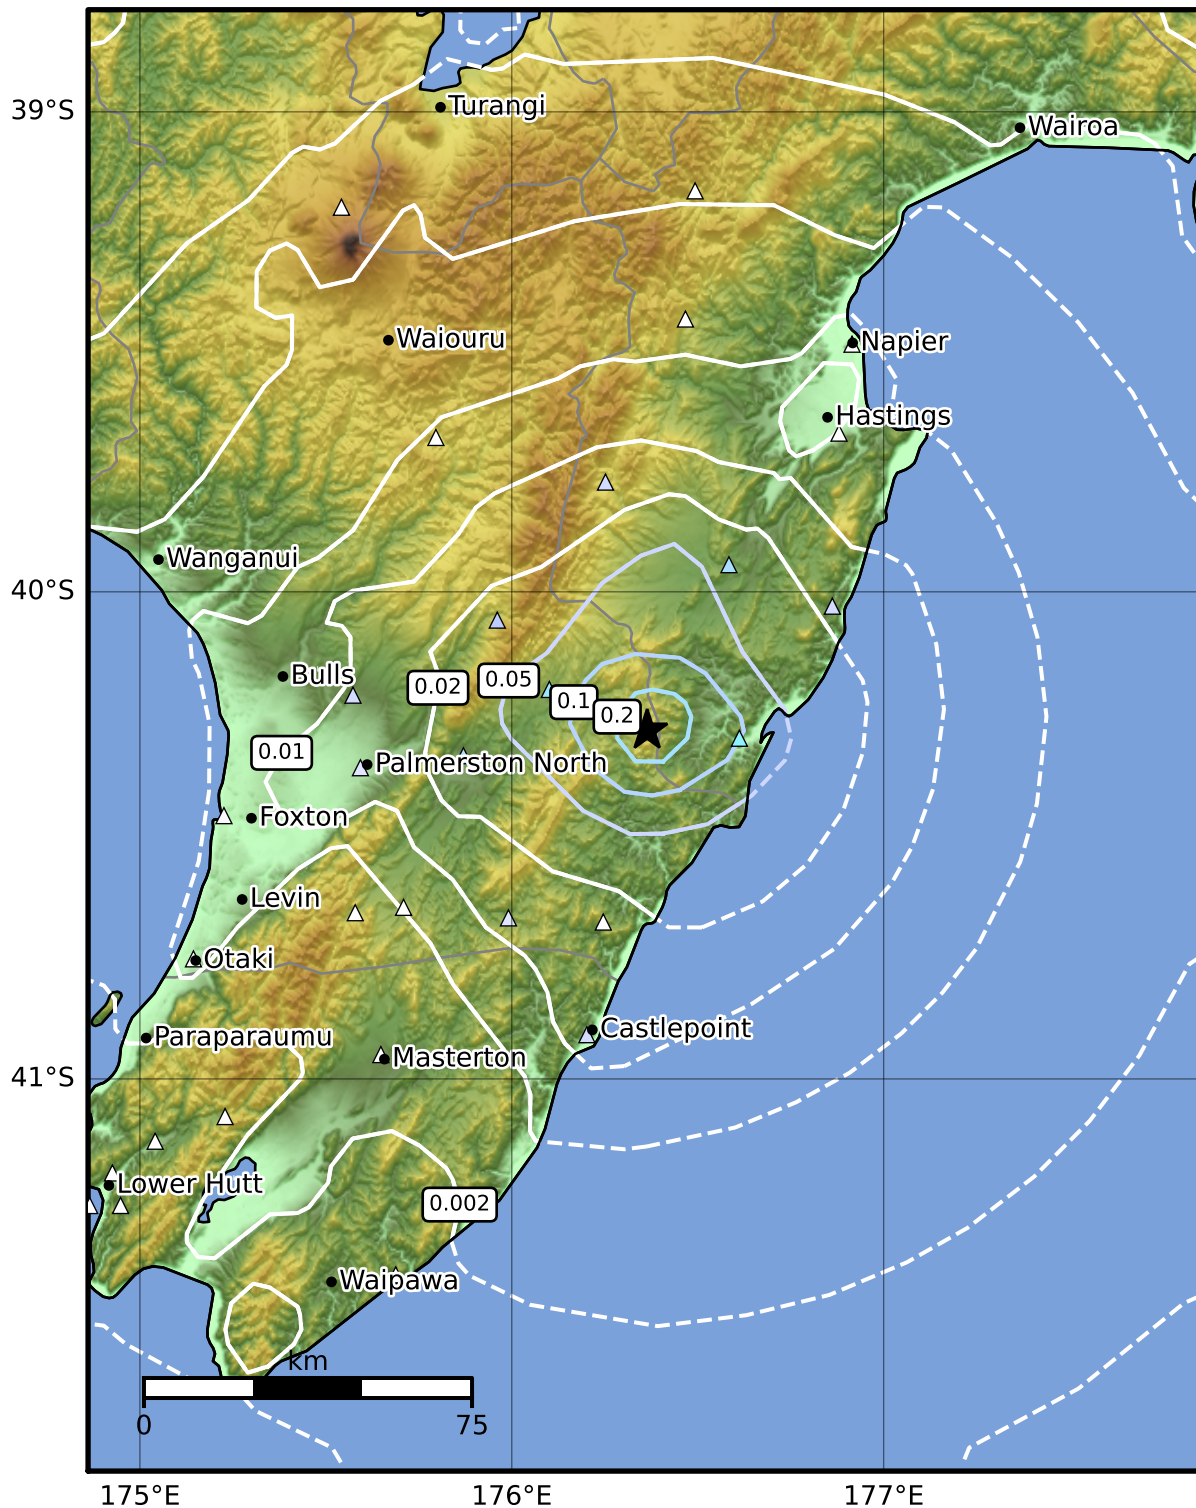 Turangi
39°S
Wairoa
Waiouru
Napier
Hastings
Wanganui
40°S
Bulls
0.02
0.05
0.1
0.2
0.01
Palmerston North
Foxton
Levin
Otaki
Castlepoint
Paraparaumu
Masterton
41°S
Lower Hutt
0.002
Waipawa
km
0
75
175°E
176°E
177°E